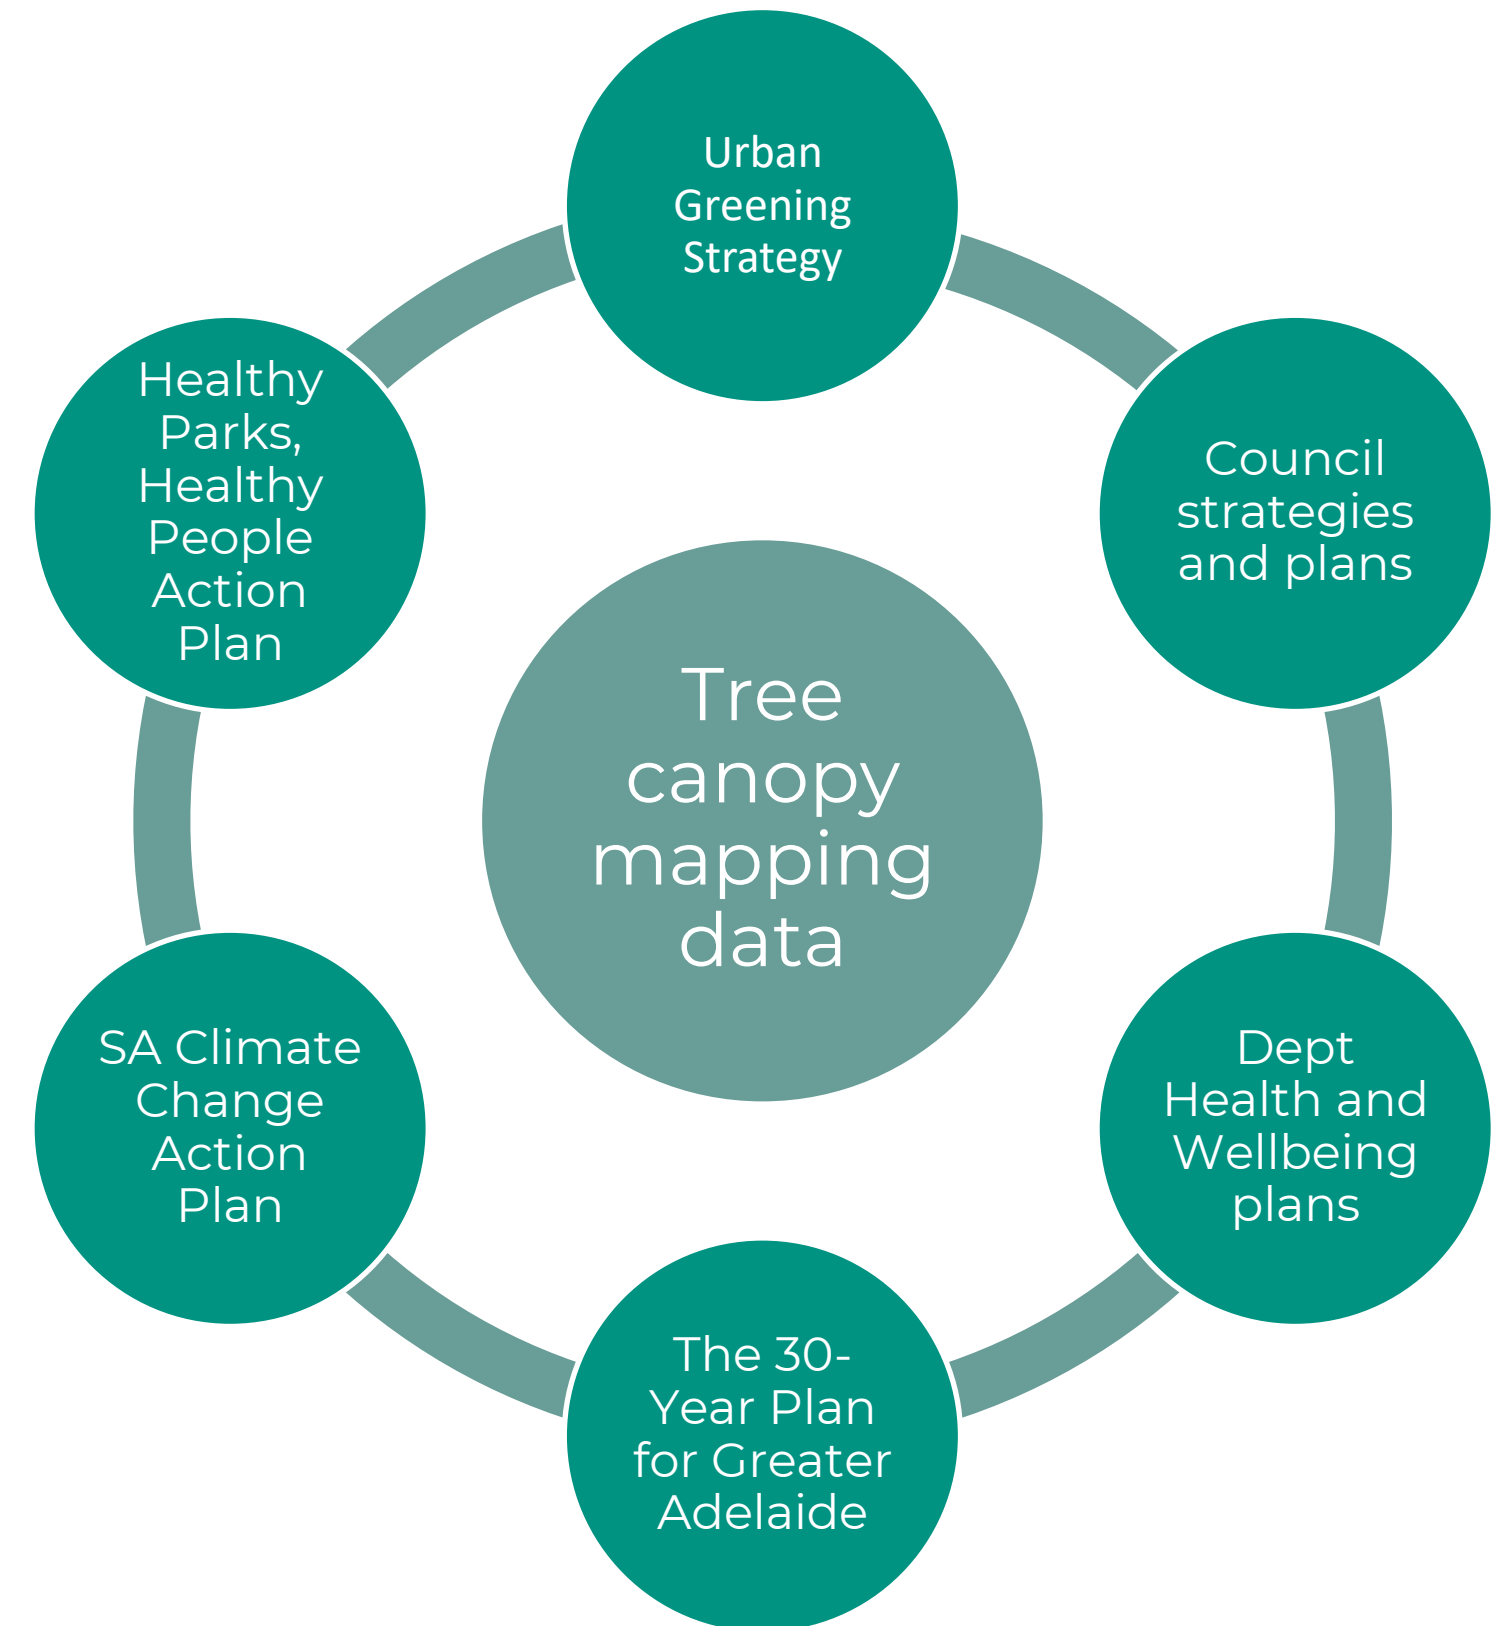 Urban
Greening
Strategy
Council
strategies
and plans
Dept
Health and
Wellbeing
plans
The 30-
Year Plan
for Greater
Adelaide
SA Climate
Change
Action
Plan
Healthy
Parks,
Healthy
People
Action
Plan
Tree
canopy
mapping
data